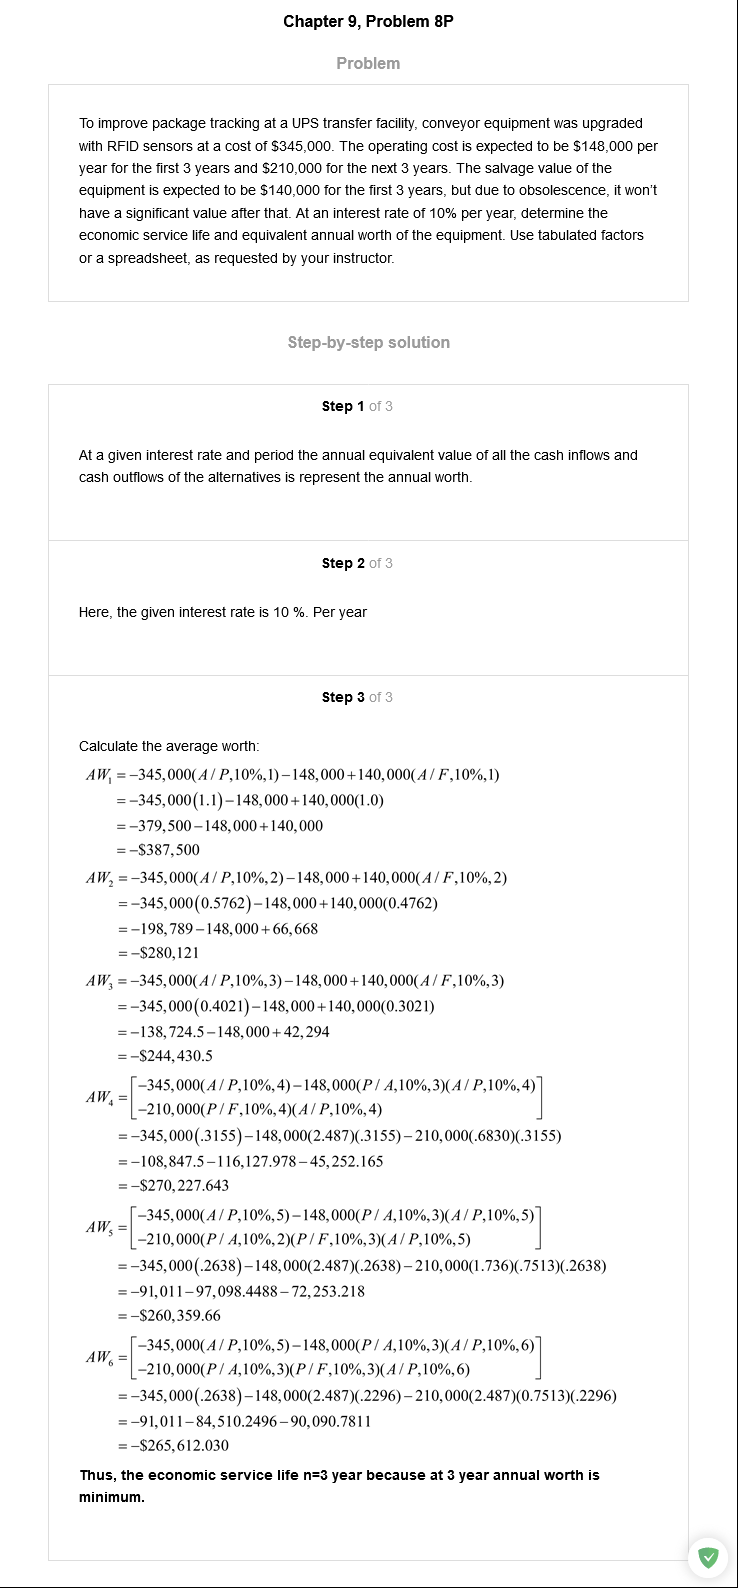 Chapter 9, Problem 8P
Problem
To improve package tracking at a UPS transfer facility, conveyor equipment was upgraded
with RFID sensors at a cost of $345,000. The operating cost is expected to be $148,000 per
year for the first 3 years and $210,000 for the next 3 years. The salvage value of the
equipment is expected to be $140,000 for the first 3 years, but due to obsolescence, it won't
have a significant value after that. At an interest rate of 10% per year, determine the
economic service life and equivalent annual worth of the equipment. Use tabulated factors
or a spreadsheet, as requested by your instructor.
Step-by-step solution
Step 1 of 3
At a given interest rate and period the annual equivalent value of all the cash inflows and
cash outflows of the alternatives is represent the annual worth.
Step 2 of 3
Here, the given interest rate is 10 %. Per year
Step 3 of 3
Calculate the average worth:
AW₁ = −345,000(A/P,10%,1)−148,000+140,000(A/F,10%,1)
= −345,000(1.1)−148,000+140,000(1.0)
= −379,500−148,000+140,000
= −$387,500
AW₂ = −345,000(A/P,10%,2)−148,000+140,000(A/F,10%,2)
= −345,000(0.5762)−148,000+140,000(0.4762)
= −198,789−148,000+66,668
= −$280,121
AW₃ = −345,000(A/P,10%,3)−148,000+140,000(A/F,10%,3)
= −345,000(0.4021)−148,000+140,000(0.3021)
= −138,724.5−148,000+42,294
= −$244,430.5
AW₄ = [−345,000(A/P,10%,4)−148,000(P/A,10%,3)(A/P,10%,4)
−210,000(P/F,10%,4)(A/P,10%,4)]
= −345,000(.3155)−148,000(2.487)(.3155)−210,000(.6830)(.3155)
= −108,847.5−116,127.978−45,252.165
= −$270,227.643
AW₅ = [−345,000(A/P,10%,5)−148,000(P/A,10%,3)(A/P,10%,5)
−210,000(P/A,10%,2)(P/F,10%,3)(A/P,10%,5)]
= −345,000(.2638)−148,000(2.487)(.2638)−210,000(1.736)(.7513)(.2638)
= −91,011−97,098.4488−72,253.218
= −$260,359.66
AW₆ = [−345,000(A/P,10%,5)−148,000(P/A,10%,3)(A/P,10%,6)
−210,000(P/A,10%,3)(P/F,10%,3)(A/P,10%,6)]
= −345,000(.2638)−148,000(2.487)(.2296)−210,000(2.487)(0.7513)(.2296)
= −91,011−84,510.2496−90,090.7811
= −$265,612.030
Thus, the economic service life n=3 year because at 3 year annual worth is
minimum.